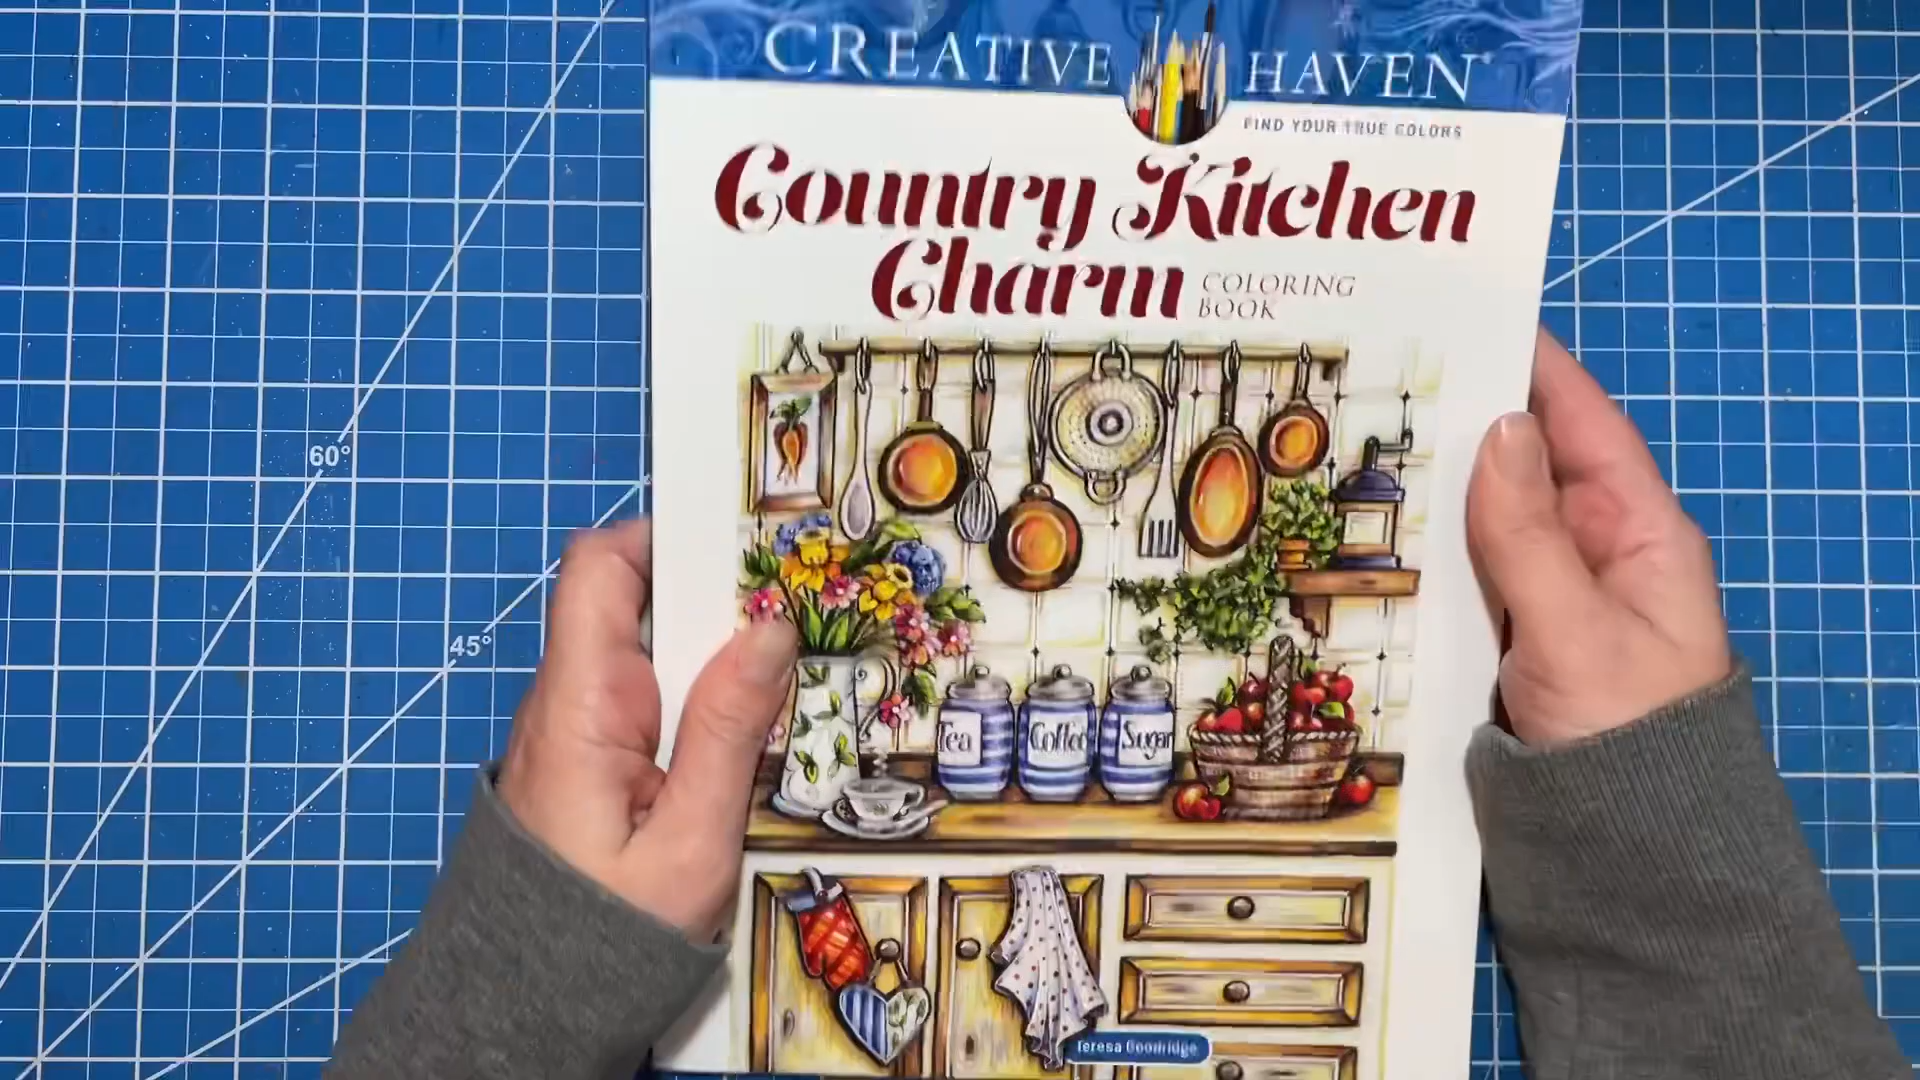 CREATIVE HAVEN
FIND YOUR TRUE COLORS
Country Kitchen
Charm COLORING
BOOK
60°
45°
Tea Coffee Sugar
Teresa Goodridge